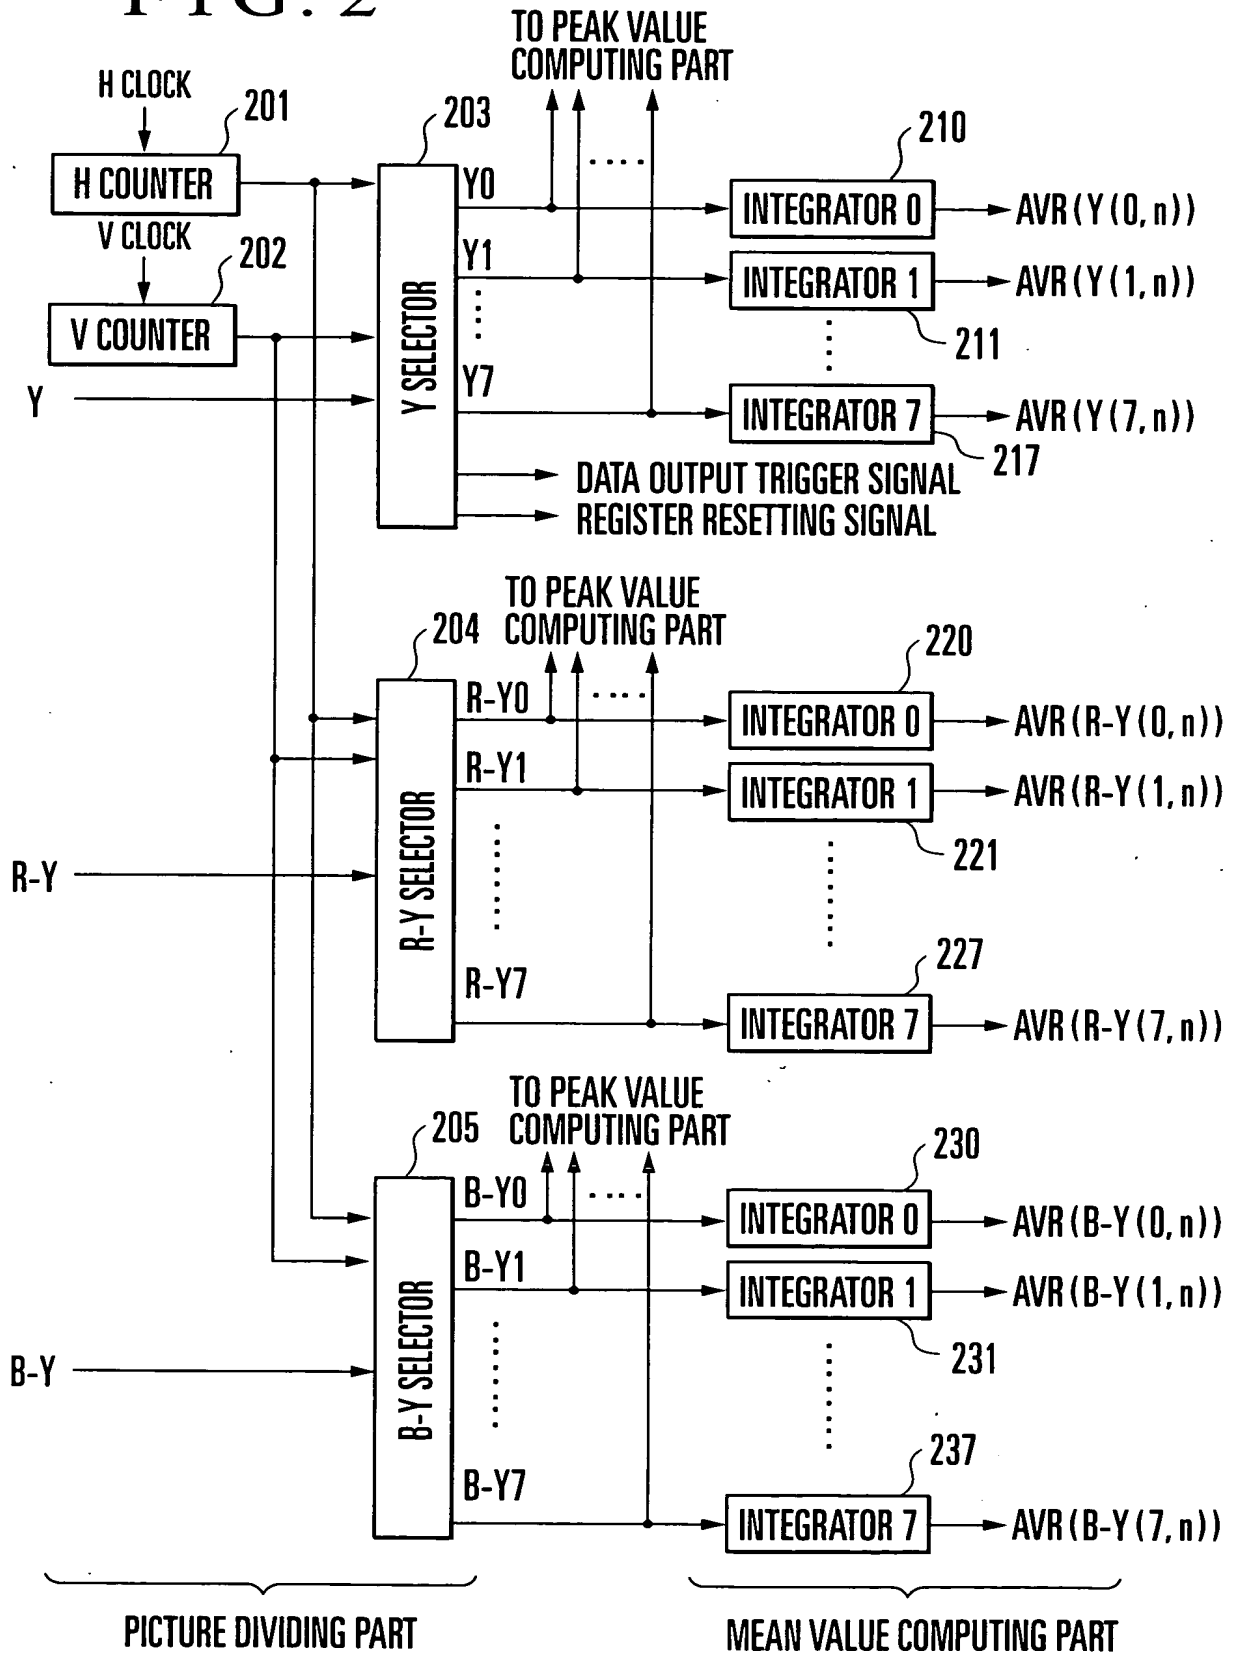 FIG. 2
TO PEAK VALUE
COMPUTING PART
H CLOCK
201
203
210
H COUNTER
Y0
INTEGRATOR 0
AVR(Y(0,n))
V CLOCK
202
Y1
INTEGRATOR 1
AVR(Y(1,n))
211
V COUNTER
Y SELECTOR
Y
Y7
INTEGRATOR 7
AVR(Y(7,n))
217
DATA OUTPUT TRIGGER SIGNAL
REGISTER RESETTING SIGNAL
TO PEAK VALUE
COMPUTING PART
204
220
R-Y0
INTEGRATOR 0
AVR(R-Y(0,n))
R-Y1
INTEGRATOR 1
AVR(R-Y(1,n))
221
R-Y
R-Y SELECTOR
227
R-Y7
INTEGRATOR 7
AVR(R-Y(7,n))
TO PEAK VALUE
COMPUTING PART
205
230
B-Y0
INTEGRATOR 0
AVR(B-Y(0,n))
B-Y1
INTEGRATOR 1
AVR(B-Y(1,n))
231
B-Y
B-Y SELECTOR
237
B-Y7
INTEGRATOR 7
AVR(B-Y(7,n))
PICTURE DIVIDING PART
MEAN VALUE COMPUTING PART